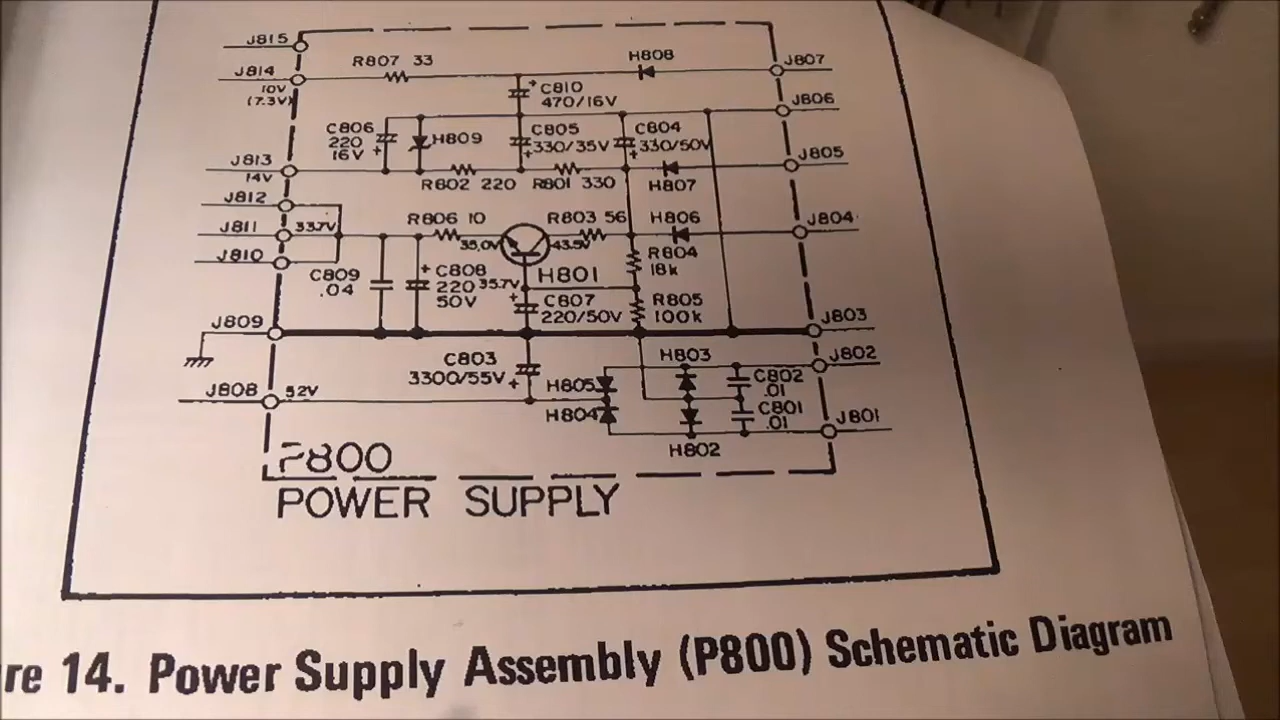 J815
J814
10V
(7.3V)
R807 33
H808
J807
C810
470/16V
J806
C806
220
16V
H809
C805
330/35V
C804
330/50V
J813
14V
R802 220
R801 330
H807
J805
J812
J811
33.7V
J810
R806 10
35.0V
R803 56
43.5V
H806
J804
H801
R804
18k
C809
.04
C808
220
50V
35.7V
C807
220/50V
R805
100k
J809
J803
C803
3300/55V
H803
J802
H805
C802
.01
J808
52V
H804
C801
.01
J801
H802
P800
POWER SUPPLY
re 14. Power Supply Assembly (P800) Schematic Diagram